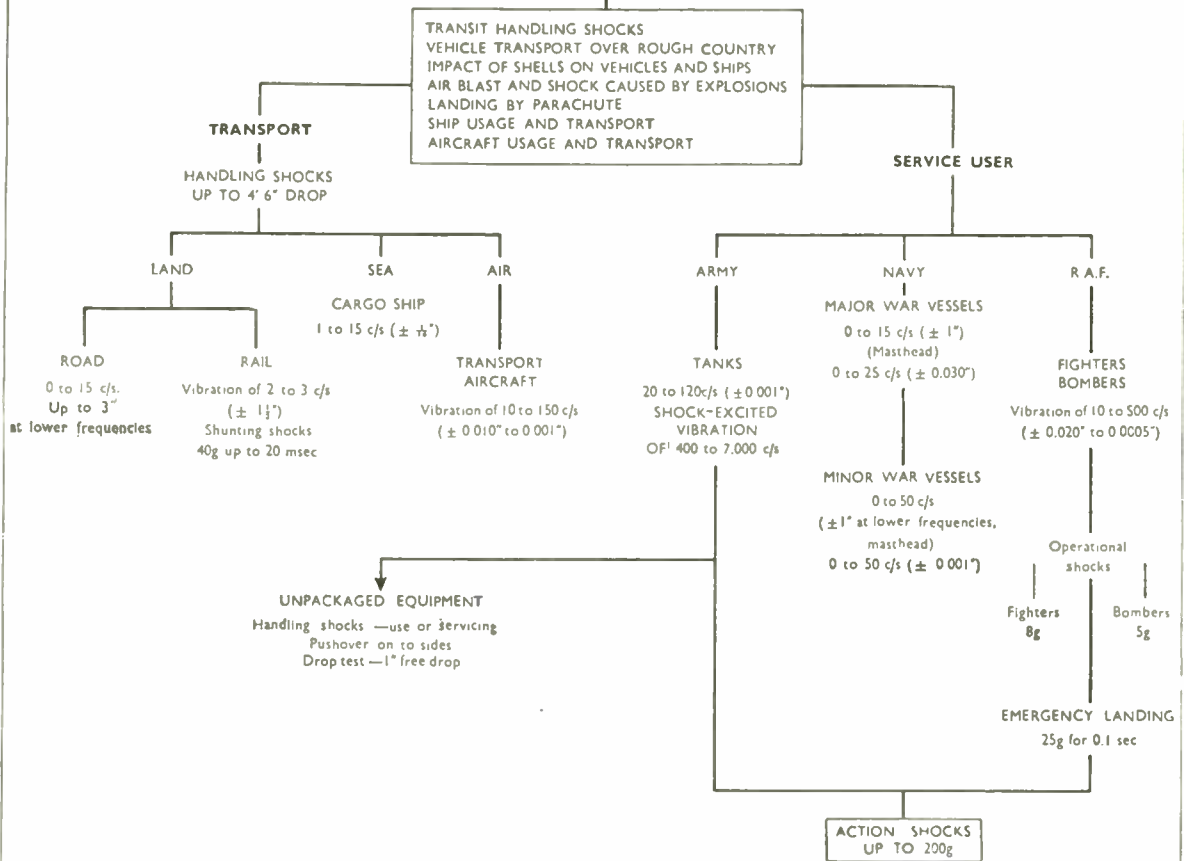 TRANSIT HANDLING SHOCKS
VEHICLE TRANSPORT OVER ROUGH COUNTRY
IMPACT OF SHELLS ON VEHICLES AND SHIPS
AIR BLAST AND SHOCK CAUSED BY EXPLOSIONS
LANDING BY PARACHUTE
SHIP USAGE AND TRANSPORT
AIRCRAFT USAGE AND TRANSPORT
TRANSPORT
HANDLING SHOCKS
UP TO 4' 6" DROP
LAND
SEA
AIR
CARGO SHIP
1 to 15 c/s (± ")
ROAD
0 to 15 c/s.
Up to 3"
at lower frequencies
RAIL
Vibration of 2 to 3 c/s
(± 1½")
Shunting shocks
40g up to 20 msec
TRANSPORT
AIRCRAFT
Vibration of 10 to 150 c/s
(± 0.010" to 0.001")
SERVICE USER
ARMY
NAVY
R.A.F.
TANKS
20 to 120c/s (±0.001")
SHOCK-EXCITED
VIBRATION
OF 400 to 7,000 c/s
MAJOR WAR VESSELS
0 to 15 c/s (± 1")
(Masthead)
0 to 25 c/s (± 0.030")
MINOR WAR VESSELS
0 to 50 c/s
(±1" at lower frequencies,
masthead)
0 to 50 c/s (± 0.001")
FIGHTERS
BOMBERS
Vibration of 10 to 500 c/s
(± 0.020" to 0.0005")
Operational
shocks
Fighters
8g
Bombers
5g
UNPACKAGED EQUIPMENT
Handling shocks — use or servicing
Pushover on to sides
Drop test — 1" free drop
EMERGENCY LANDING
25g for 0.1 sec
ACTION SHOCKS
UP TO 200g